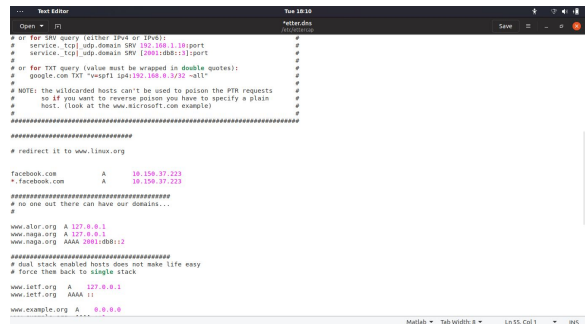 Text Editor
Tue 18:10
Open
*etter.dns
/etc/ettercap
Save
# or for SRV query (either IPv4 or IPv6): #
# service._tcp|_udp.domain SRV 192.168.1.10:port #
# service._tcp|_udp.domain SRV [2001:db8::3]:port #
# #
# or for TXT query (value must be wrapped in double quotes): #
# google.com TXT "v=spf1 ip4:192.168.0.3/32 ~all" #
# #
# NOTE: the wildcarded hosts can't be used to poison the PTR requests #
# so if you want to reverse poison you have to specify a plain #
# host. (look at the www.microsoft.com example) #
# #
################################################################################

################################

# redirect it to www.linux.org

facebook.com A 10.150.37.223
*.facebook.com A 10.150.37.223

##########################################
# no one out there can have our domains...
#

www.alor.org A 127.0.0.1
www.naga.org A 127.0.0.1
www.naga.org AAAA 2001:db8::2

##########################################
# dual stack enabled hosts does not make life easy
# force them back to single stack

www.ietf.org A 127.0.0.1
www.ietf.org AAAA ::

www.example.org A 0.0.0.0
Matlab Tab Width: 8 Ln 55, Col 1 INS